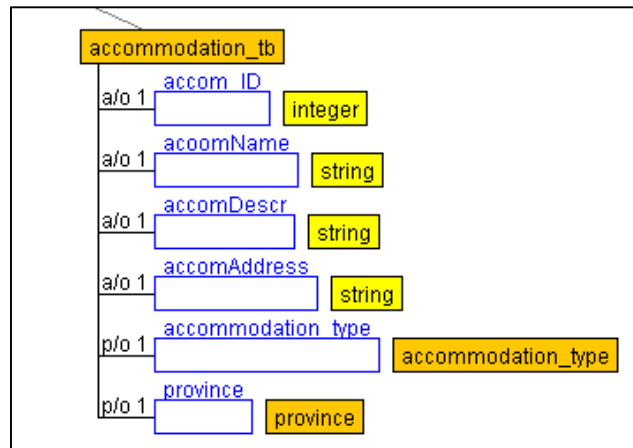 accommodation_tb
accom_ID
a/o 1 integer
acoomName
a/o 1 string
accomDescr
a/o 1 string
accomAddress
a/o 1 string
accommodation_type
p/o 1 accommodation_type
province
p/o 1 province